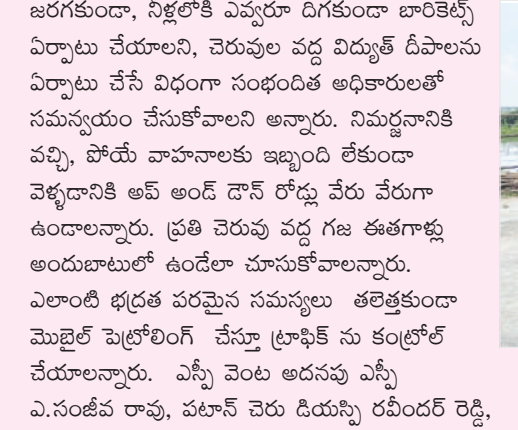 జరగకుండా, నీళ్లలోకి ఎవ్వరూ దిగకుండా బారికెట్స్
ఏర్పాటు చేయాలని, చెరువుల వద్ద విద్యుత్ దీపాలను
ఏర్పాటు చేసే విధంగా సంభందిత అధికారులతో
సమన్వయం చేసుకోవాలని అన్నారు. నిమర్జనానికి
వచ్చి, పోయే వాహనాలకు ఇబ్బంది లేకుండా
వెళ్ళడానికి అప్ అండ్ డౌన్ రోడ్లు వేరు వేరుగా
ఉండాలన్నారు. ప్రతి చెరువు వద్ద గజ ఈతగాళ్లు
అందుబాటులో ఉండేలా చూసుకోవాలన్నారు.
ఎలాంటి భద్రత పరమైన సమస్యలు తలెత్తకుండా
మొబైల్ పెట్రోలింగ్ చేస్తూ ట్రాఫిక్ ను కంట్రోల్
చేయాలన్నారు. ఎస్పీ వెంట అదనపు ఎస్పీ
ఎ.సంజీవ రావు, పటాన్ చెరు డియస్పి రవీందర్ రెడ్డి,